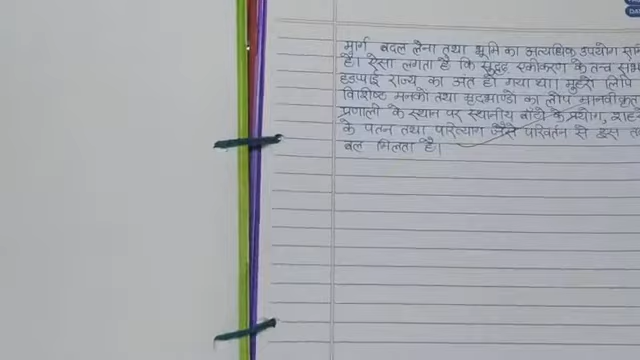 मार्ग बदल लेना तथा भूमि का अत्यधिक उपयोग
है। ऐसा लगता है कि सुदृढ़ एकीकरण के तत्व
हड़प्पाई राज्य का अंत हो गया था। मुहरों लिपि
विशिष्ट मनकों तथा मृदभाण्डों का लोप मानकीकृत
प्रणाली के स्थान पर स्थानीय बाटों के प्रयोग,
के पतन तथा परित्याग जैसे परिवर्तन से इस
बल मिलता है।